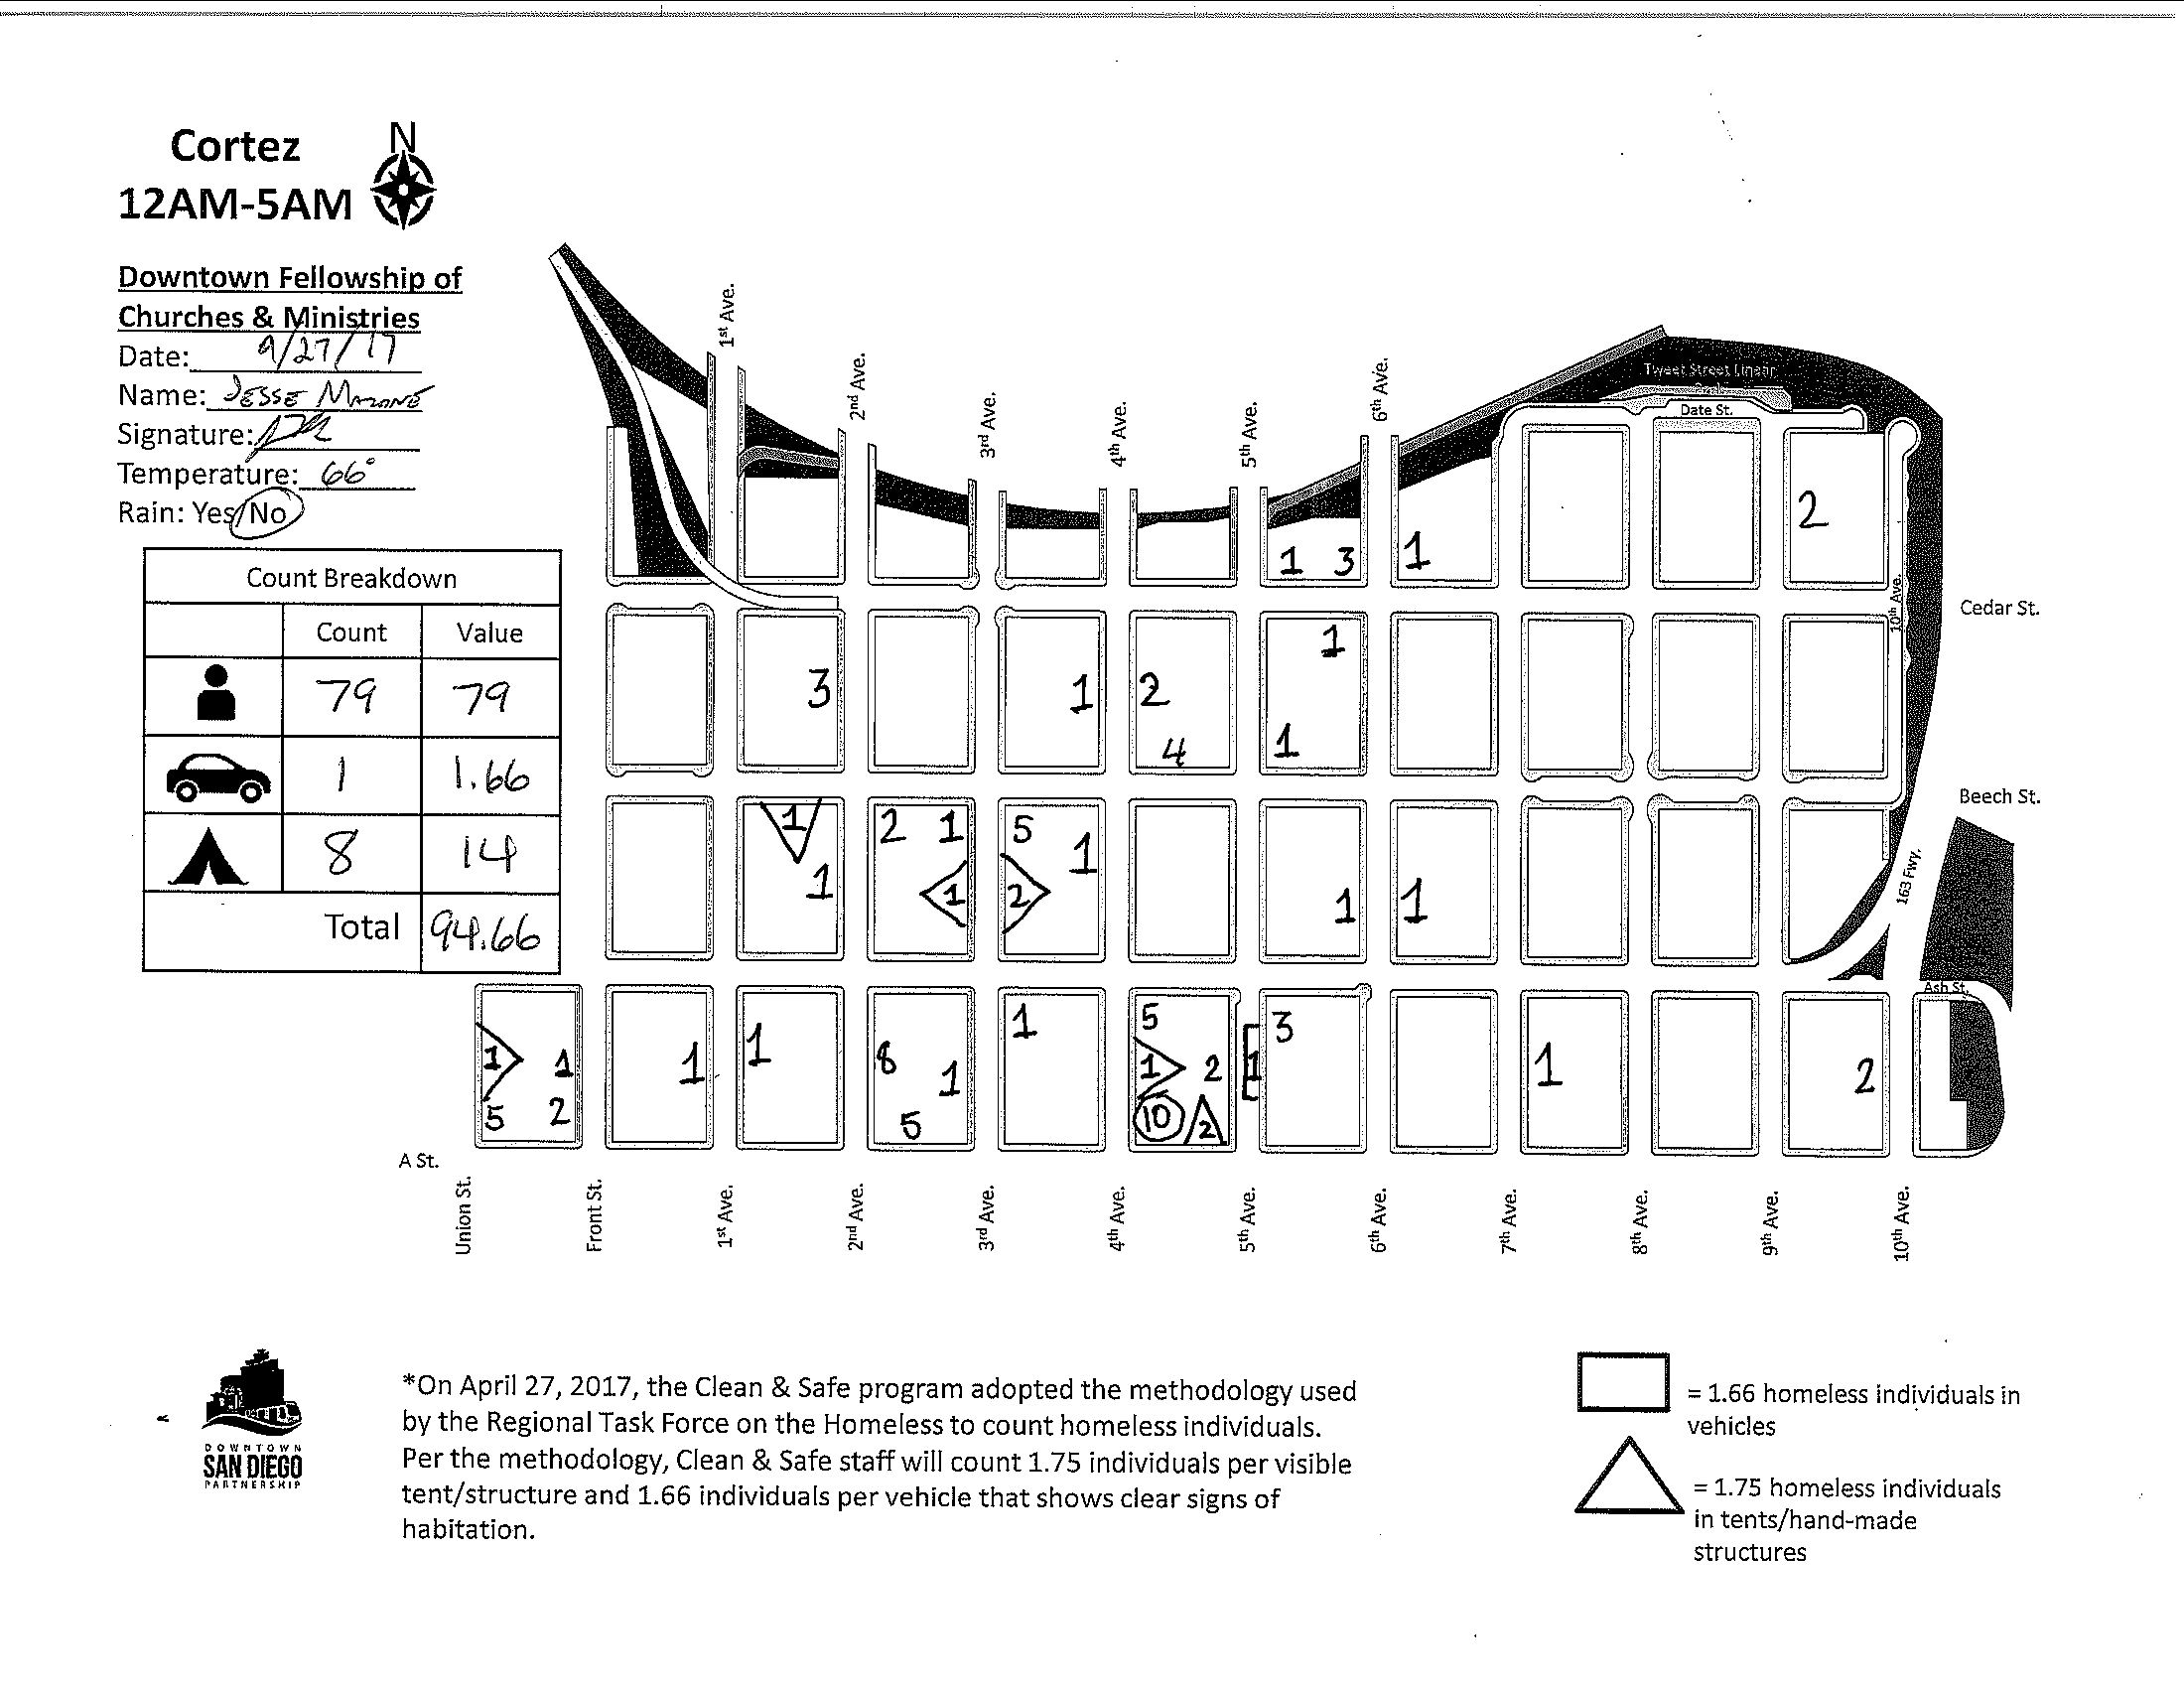 Cortez
N
12AM-5AM
Downtown Fellowship of
Churches & Ministries
Date: 9/27/17
Name: Jesse
Signature:
Temperature: 66°
Rain: Yes/No
Count Breakdown
Count Value
79 79
1 1.66
8 14
Total 94.66
1st Ave.
2nd Ave.
3rd Ave.
4th Ave.
5th Ave.
6th Ave.
Tweet Street Linear
Date St.
2
1 3 1
10th Ave.
Cedar St.
3 1 2 4 1 1
Beech St.
1 1 2 1 1 5 2 1 1 1
163 Fwy.
Ash St.
1 1 5 2 1 1 8 1 5 1 5 1 2 10 2 1 3 1 2
A St.
Union St.
Front St.
1st Ave.
2nd Ave.
3rd Ave.
4th Ave.
5th Ave.
6th Ave.
7th Ave.
8th Ave.
9th Ave.
10th Ave.
DOWNTOWN
SAN DIEGO
PARTNERSHIP
*On April 27, 2017, the Clean & Safe program adopted the methodology used
by the Regional Task Force on the Homeless to count homeless individuals.
Per the methodology, Clean & Safe staff will count 1.75 individuals per visible
tent/structure and 1.66 individuals per vehicle that shows clear signs of
habitation.
= 1.66 homeless individuals in
vehicles
= 1.75 homeless individuals
in tents/hand-made
structures